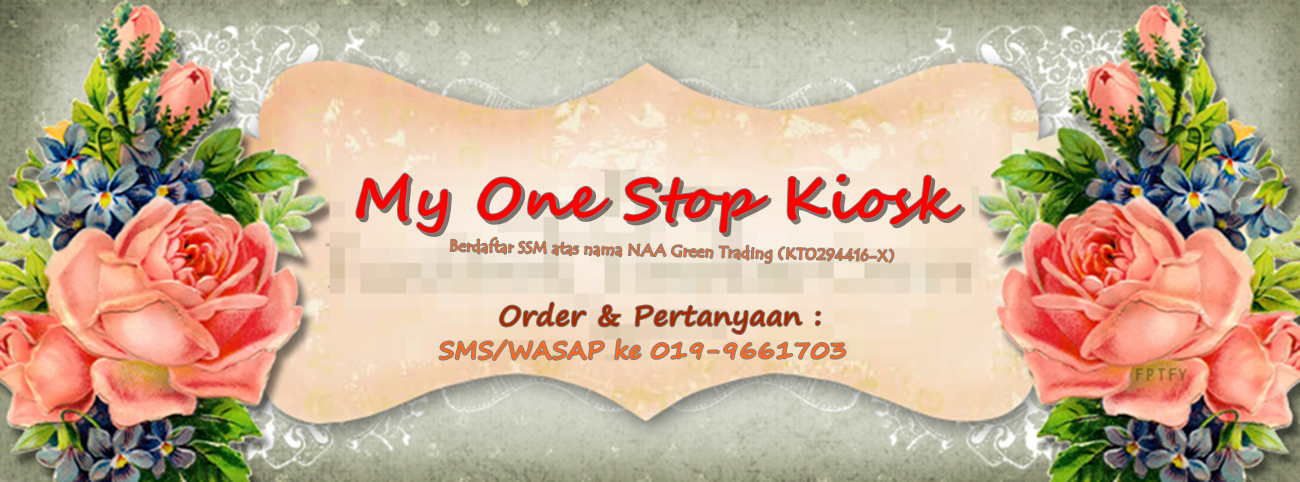 My One Stop Kiosk
Berdaftar SSM atas nama NAA Green Trading (KT0294416-X)
Order & Pertanyaan :
SMS/WASAP ke 019-9661703
FPTFY